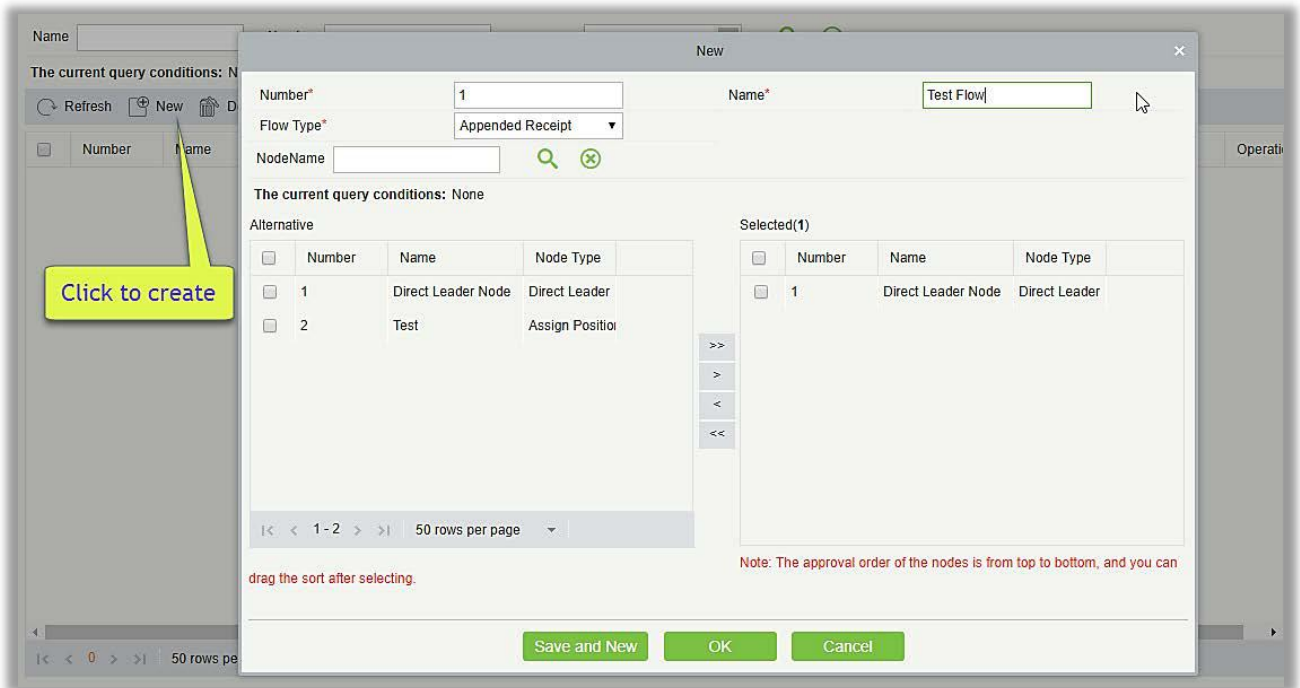 Name
New
×
The current query conditions: N
Number* 1 Name* Test Flow
Refresh New D
Flow Type* Appended Receipt
Number Name Operati
NodeName
The current query conditions: None
Alternative Selected(1)
Number Name Node Type Number Name Node Type
Click to create
1 Direct Leader Node Direct Leader 1 Direct Leader Node Direct Leader
2 Test Assign Position
>>
>
<
<<
|< < 1 - 2 > >| 50 rows per page
Note: The approval order of the nodes is from top to bottom, and you can
drag the sort after selecting.
Save and New OK Cancel
|< < 0 > >| 50 rows pe